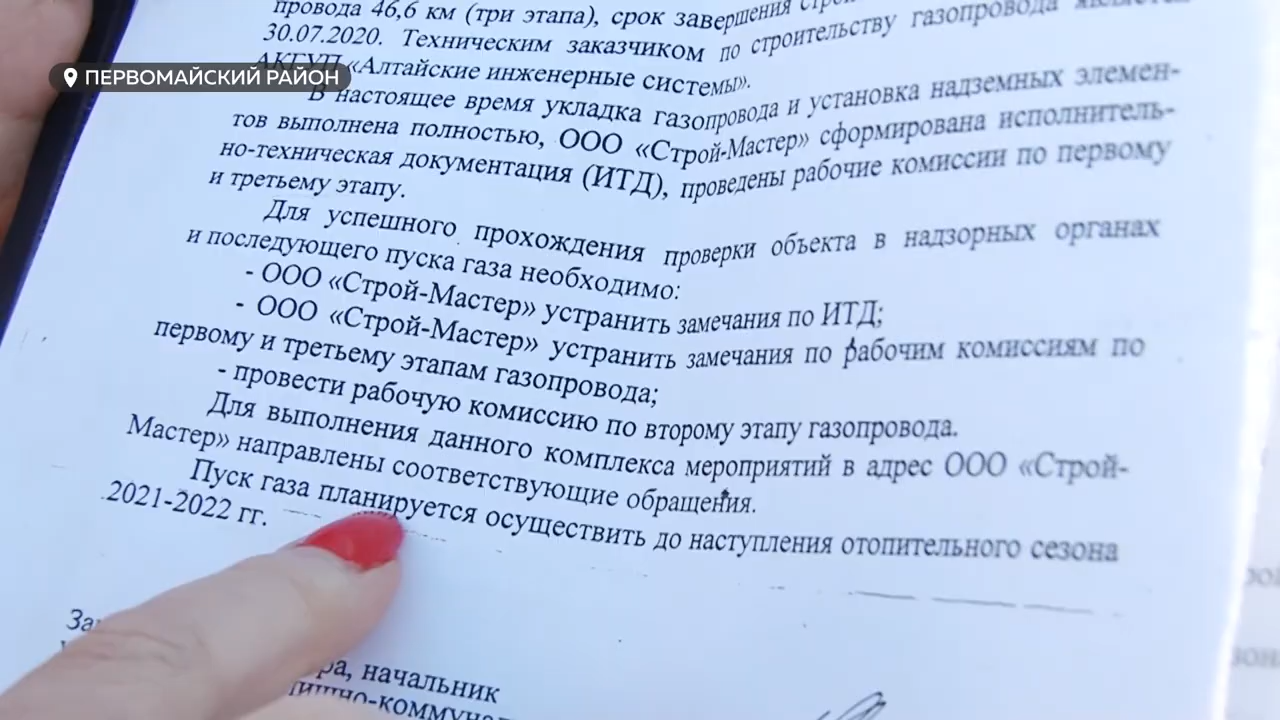 провода 46,6 км (три этапа), срок завершения
30.07.2020. Техническим заказчиком по строительству газопровода является
ПЕРВОМАЙСКИЙ РАЙОН
АКГУП «Алтайские инженерные системы».
В настоящее время укладка газопровода и установка надземных элемен-
тов выполнена полностью, ООО «Строй-Мастер» сформирована исполнитель-
но-техническая документация (ИТД), проведены рабочие комиссии по первому
и третьему этапу.
Для успешного прохождения проверки объекта в надзорных органах
и последующего пуска газа необходимо:
- ООО «Строй-Мастер» устранить замечания по ИТД;
- ООО «Строй-Мастер» устранить замечания по рабочим комиссиям по
первому и третьему этапам газопровода;
- провести рабочую комиссию по второму этапу газопровода.
Для выполнения данного комплекса мероприятий в адрес ООО «Строй-
Мастер» направлены соответствующие обращения.
Пуск газа планируется осуществить до наступления отопительного сезона
2021-2022 гг.
начальник